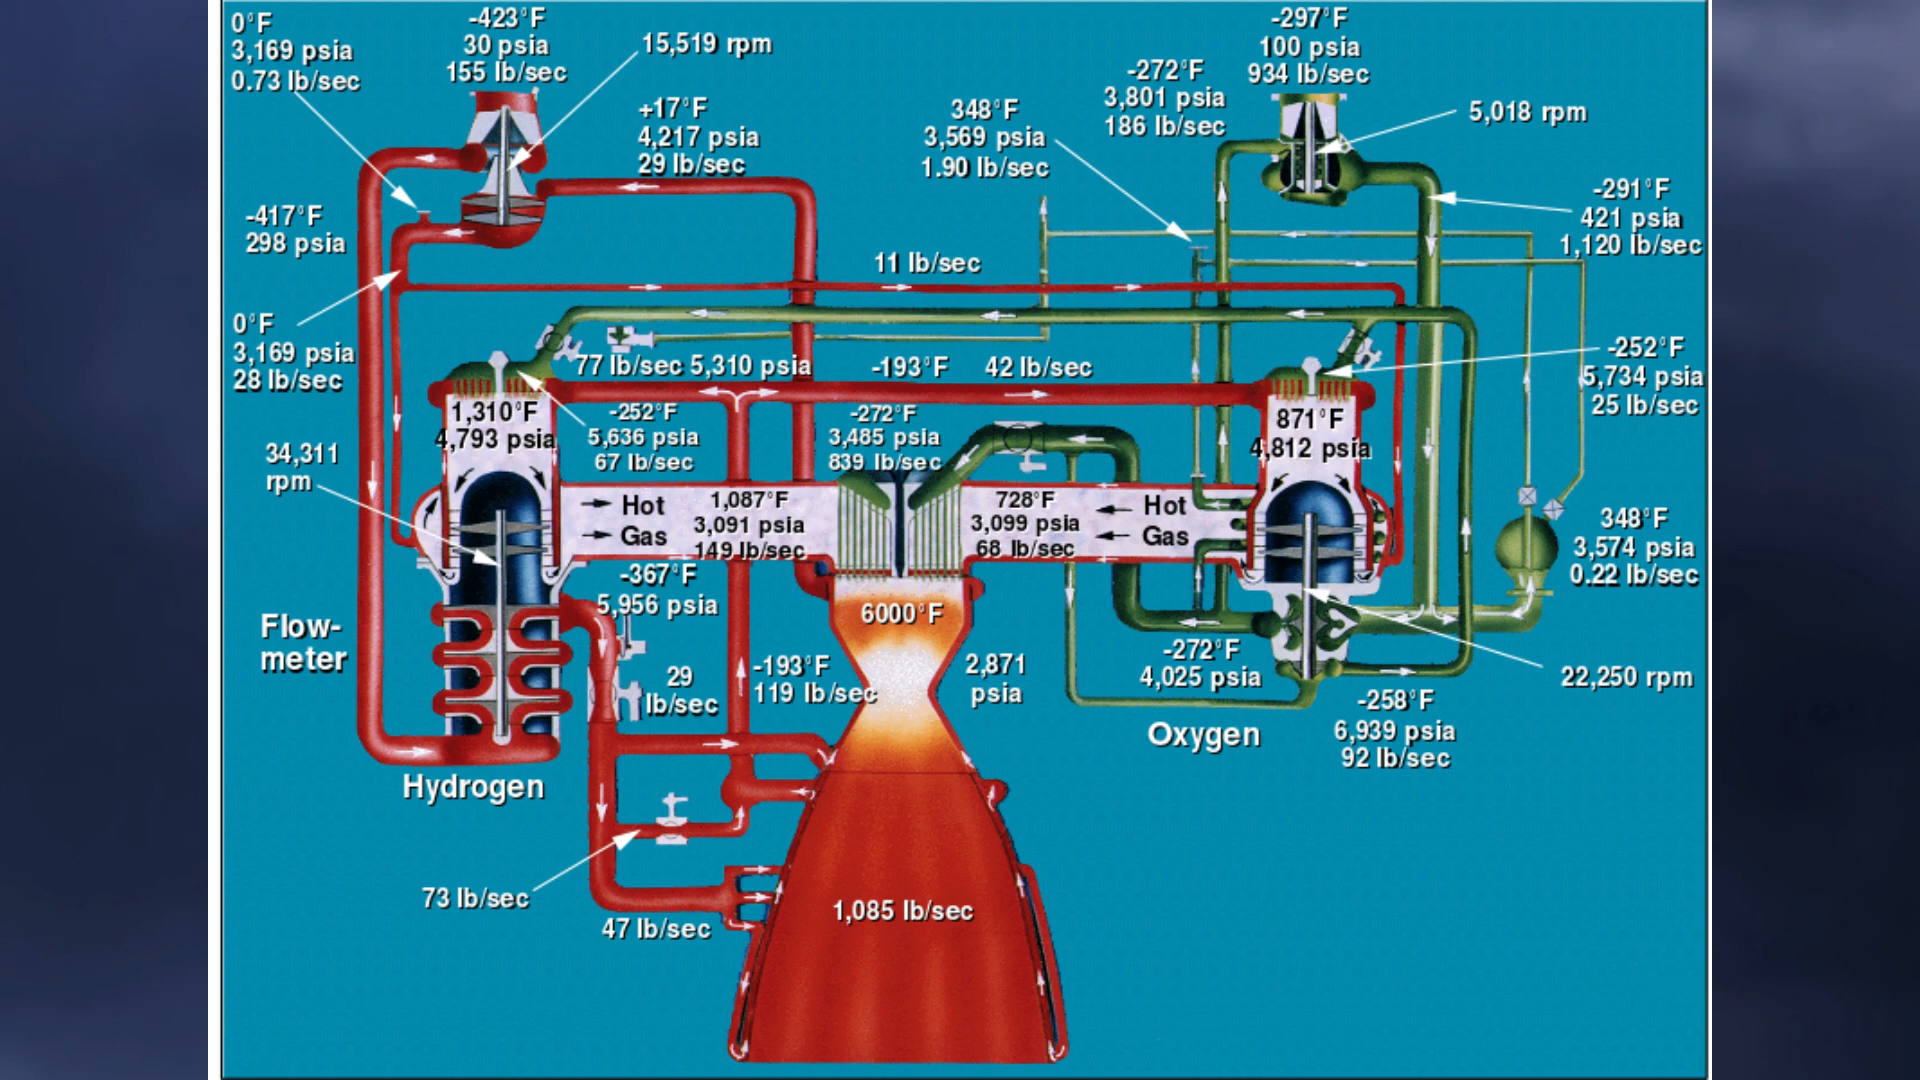 0°F
3,169 psia
0.73 lb/sec
-423°F
30 psia
155 lb/sec
15,519 rpm
+17°F
4,217 psia
29 lb/sec
348°F
3,569 psia
1.90 lb/sec
-272°F
3,801 psia
186 lb/sec
-297°F
100 psia
934 lb/sec
5,018 rpm
-291°F
421 psia
1,120 lb/sec
-417°F
298 psia
11 lb/sec
0°F
3,169 psia
28 lb/sec
77 lb/sec 5,310 psia
-193°F
42 lb/sec
-252°F
5,734 psia
25 lb/sec
1,310°F
4,793 psia
-252°F
5,636 psia
67 lb/sec
-272°F
3,485 psia
839 lb/sec
871°F
4,812 psia
34,311
rpm
Hot
Gas
1,087°F
3,091 psia
149 lb/sec
728°F
3,099 psia
68 lb/sec
Hot
Gas
348°F
3,574 psia
0.22 lb/sec
-367°F
5,956 psia
6000°F
Flow-
meter
29
lb/sec
-193°F
119 lb/sec
2,871
psia
-272°F
4,025 psia
22,250 rpm
-258°F
6,939 psia
92 lb/sec
Oxygen
Hydrogen
73 lb/sec
47 lb/sec
1,085 lb/sec